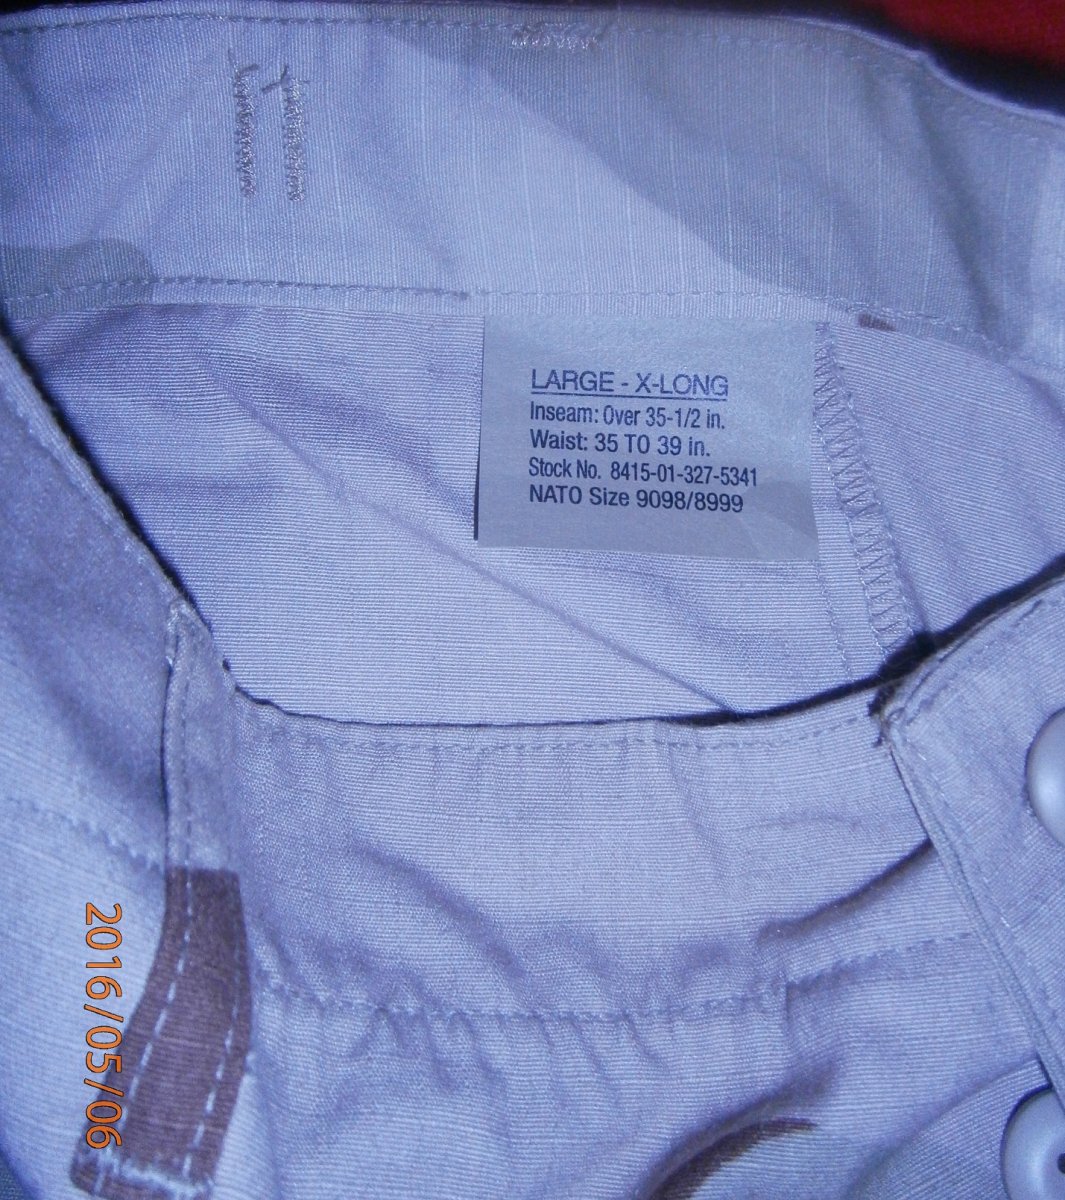 LARGE - X-LONG
Inseam: Over 35-1/2 in.
Waist: 35 TO 39 in.
Stock No. 8415-01-327-5341
NATO Size 9098/8999
2016/05/06